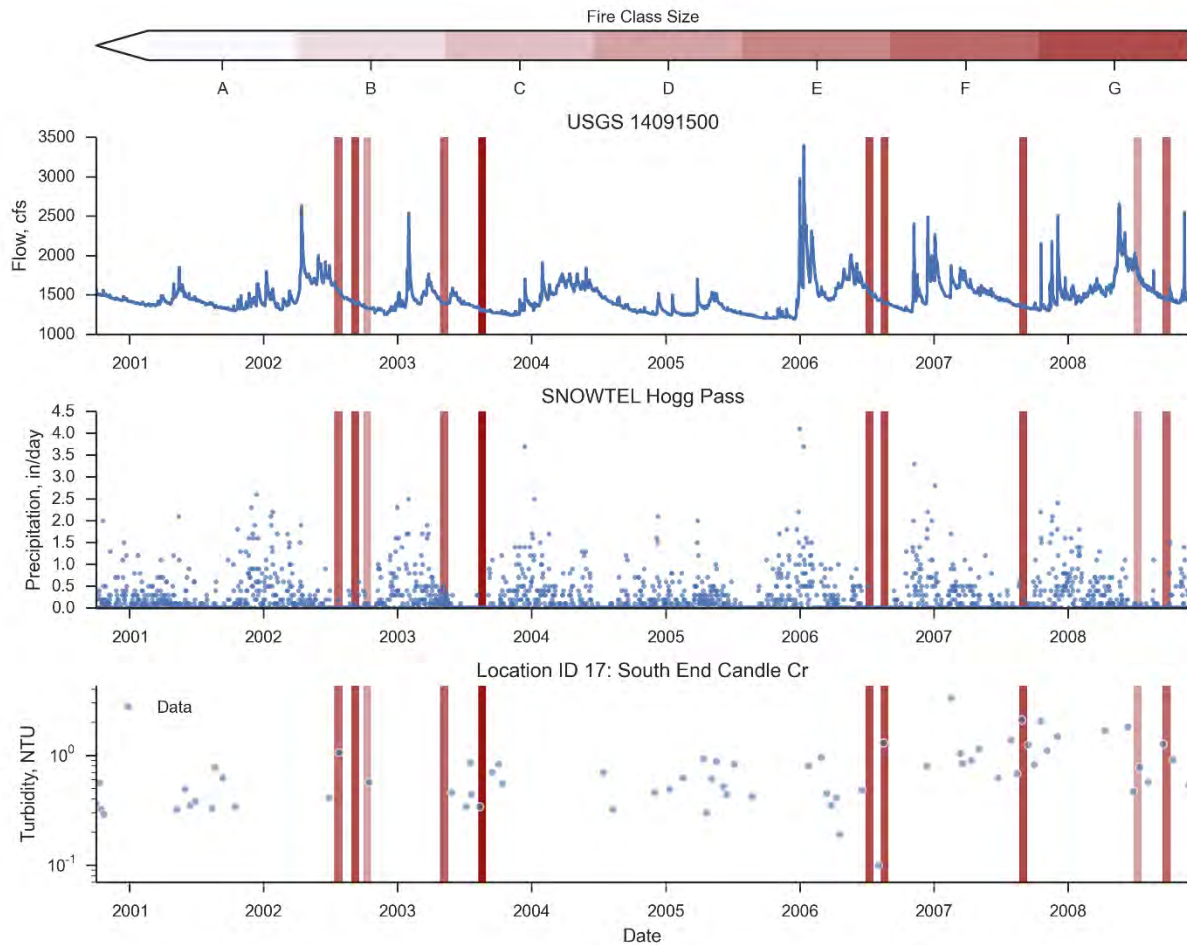 Fire Class Size
A B C D E F G
USGS 14091500
3500
3000
2500
2000
1500
1000
Flow, cfs
2001 2002 2003 2004 2005 2006 2007 2008
SNOWTEL Hogg Pass
4.5
4.0
3.5
3.0
2.5
2.0
1.5
1.0
0.5
0.0
Precipitation, in/day
2001 2002 2003 2004 2005 2006 2007 2008
Location ID 17: South End Candle Cr
Data
10⁰
10⁻¹
Turbidity, NTU
2001 2002 2003 2004 2005 2006 2007 2008
Date